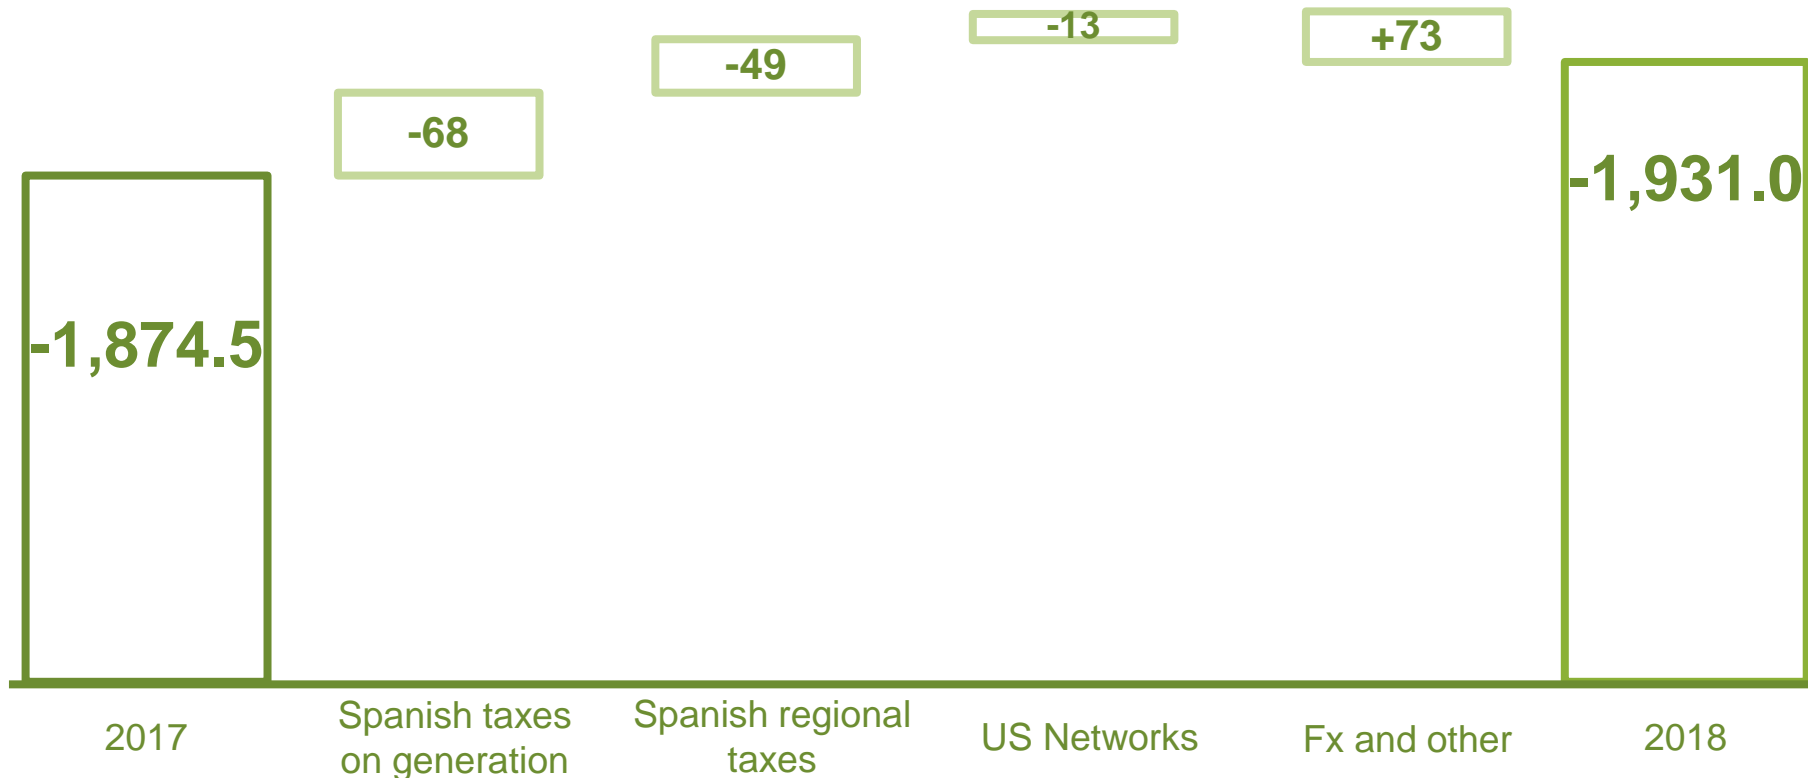 -13
+73
-49
-68
-1,931.0
-1,874.5
2017
Spanish taxes
on generation
Spanish regional
taxes
US Networks
Fx and other
2018